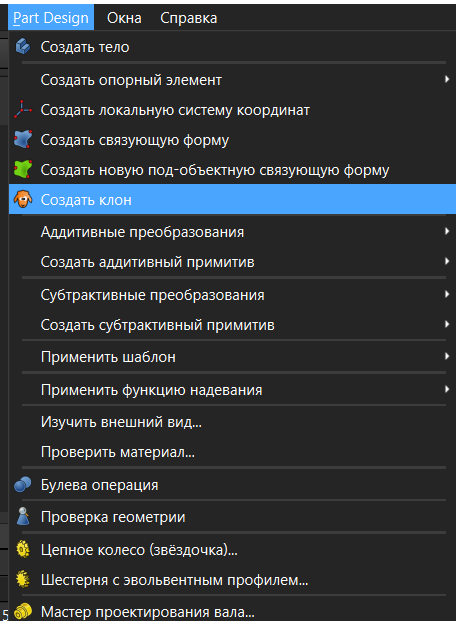 Part Design Окна Справка
Создать тело
Создать опорный элемент
Создать локальную систему координат
Создать связующую форму
Создать новую под-объектную связующую форму
Создать клон
Аддитивные преобразования
Создать аддитивный примитив
Субтрактивные преобразования
Создать субтрактивный примитив
Применить шаблон
Применить функцию надевания
Изучить внешний вид...
Проверить материал...
Булева операция
Проверка геометрии
Цепное колесо (звёздочка)...
Шестерня с эвольвентным профилем...
5 Мастер проектирования вала...